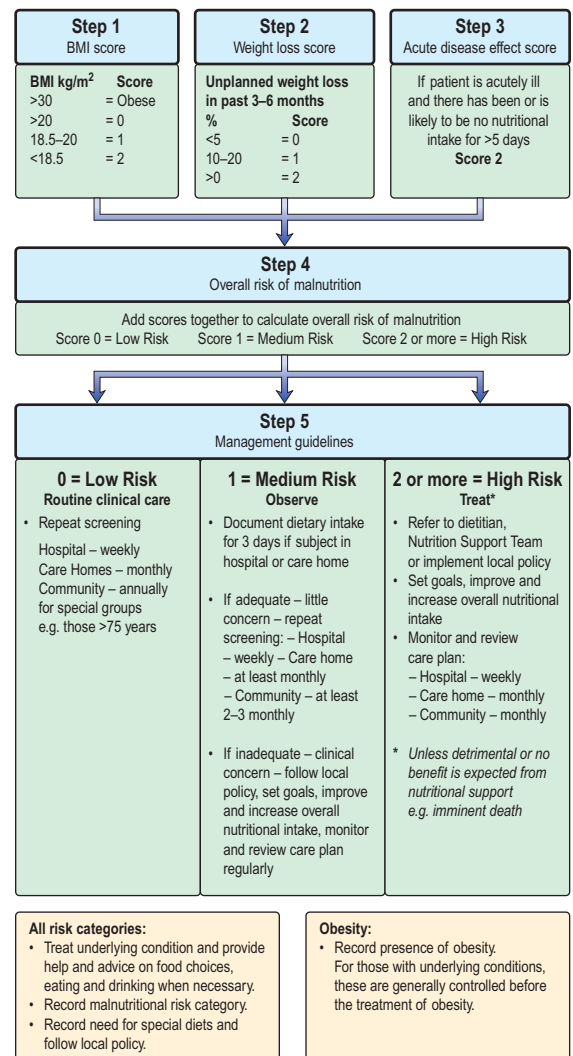 Step 1
BMI score
BMI kg/m² Score
>30 = Obese
>20 = 0
18.5–20 = 1
<18.5 = 2
Step 2
Weight loss score
Unplanned weight loss
in past 3–6 months
% Score
<5 = 0
10–20 = 1
>0 = 2
Step 3
Acute disease effect score
If patient is acutely ill
and there has been or is
likely to be no nutritional
intake for >5 days
Score 2
Step 4
Overall risk of malnutrition
Add scores together to calculate overall risk of malnutrition
Score 0 = Low Risk Score 1 = Medium Risk Score 2 or more = High Risk
Step 5
Management guidelines
0 = Low Risk
Routine clinical care
• Repeat screening
Hospital – weekly
Care Homes – monthly
Community – annually
for special groups
e.g. those >75 years
1 = Medium Risk
Observe
• Document dietary intake
for 3 days if subject in
hospital or care home
• If adequate – little
concern – repeat
screening: – Hospital
– weekly – Care home
– at least monthly
– Community – at least
2–3 monthly
• If inadequate – clinical
concern – follow local
policy, set goals, improve
and increase overall
nutritional intake, monitor
and review care plan
regularly
2 or more = High Risk
Treat*
• Refer to dietitian,
Nutrition Support Team
or implement local policy
• Set goals, improve and
increase overall nutritional
intake
• Monitor and review
care plan:
– Hospital – weekly
– Care home – monthly
– Community – monthly
* Unless detrimental or no
benefit is expected from
nutritional support
e.g. imminent death
All risk categories:
• Treat underlying condition and provide
help and advice on food choices,
eating and drinking when necessary.
• Record malnutritional risk category.
• Record need for special diets and
follow local policy.
Obesity:
• Record presence of obesity.
For those with underlying conditions,
these are generally controlled before
the treatment of obesity.